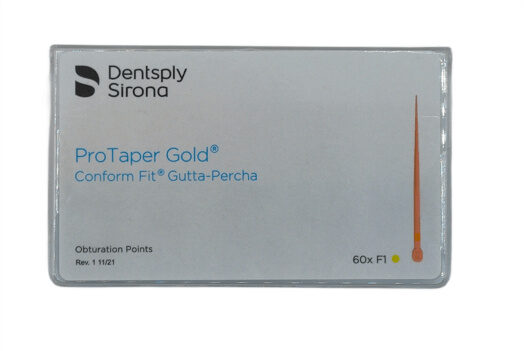 Dentsply
Sirona
ProTaper Gold®
Conform Fit® Gutta-Percha
Obturation Points
Rev. 1 11/21
60x F1